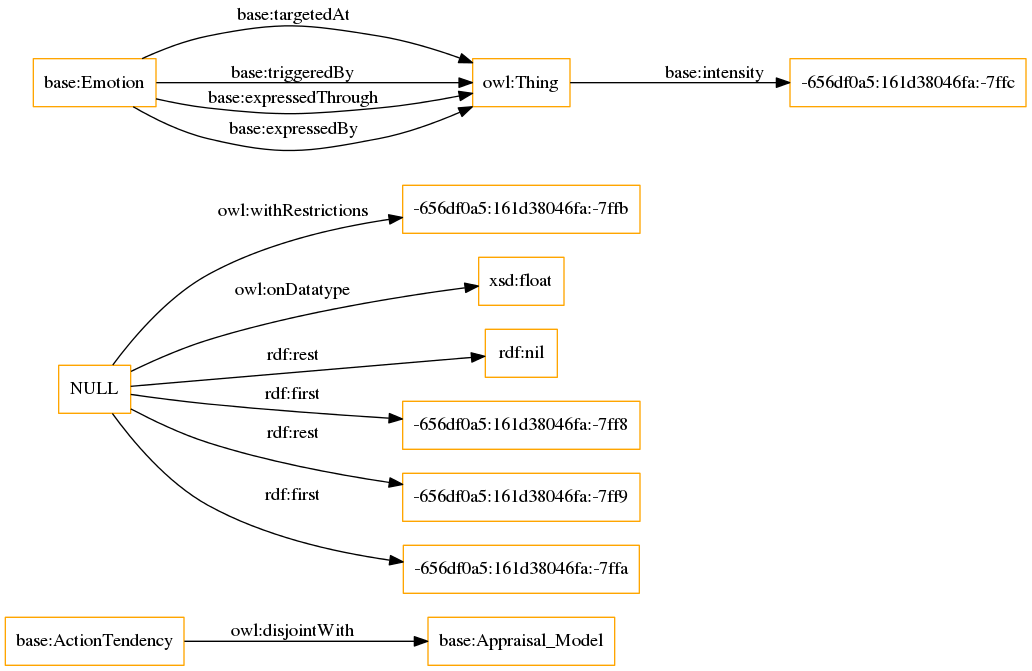 base:targetedAt
base:Emotion
base:triggeredBy
owl:Thing
base:intensity
-656df0a5:161d38046fa:-7ffc
base:expressedThrough
base:expressedBy
owl:withRestrictions
-656df0a5:161d38046fa:-7ffb
owl:onDatatype
xsd:float
rdf:rest
rdf:nil
NULL
rdf:first
-656df0a5:161d38046fa:-7ff8
rdf:rest
-656df0a5:161d38046fa:-7ff9
rdf:first
-656df0a5:161d38046fa:-7ffa
base:ActionTendency
owl:disjointWith
base:Appraisal_Model